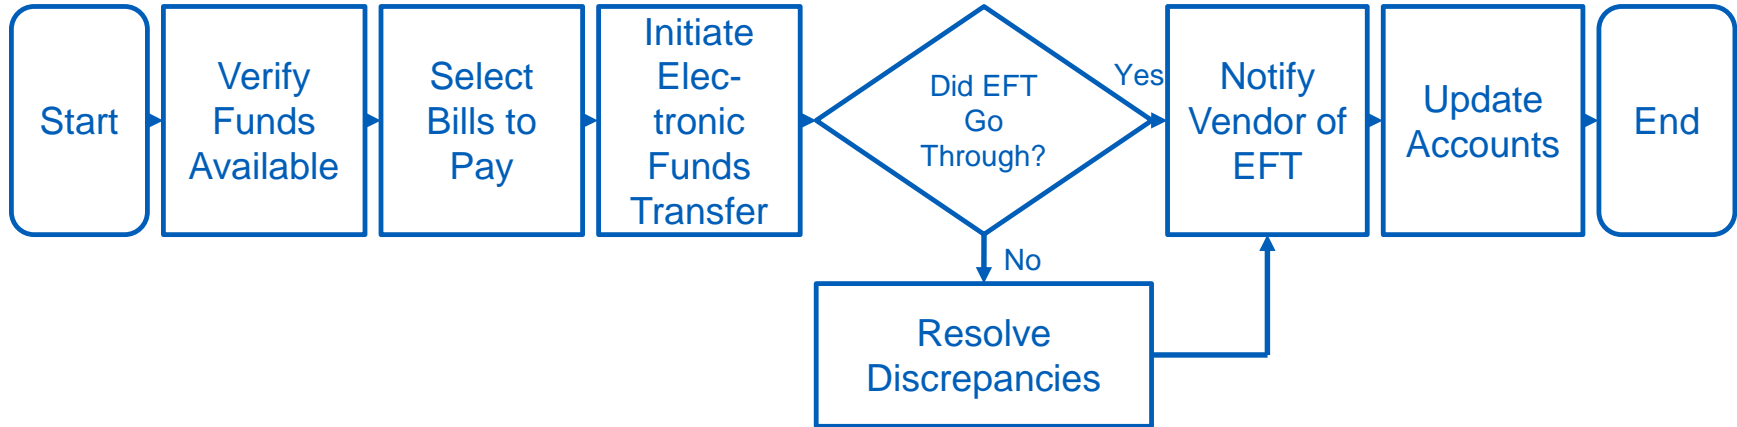 Start
Verify
Funds
Available
Select
Bills to
Pay
Initiate
Elec-
tronic
Funds
Transfer
Did EFT
Go
Through?
Yes
No
Resolve
Discrepancies
Notify
Vendor of
EFT
Update
Accounts
End